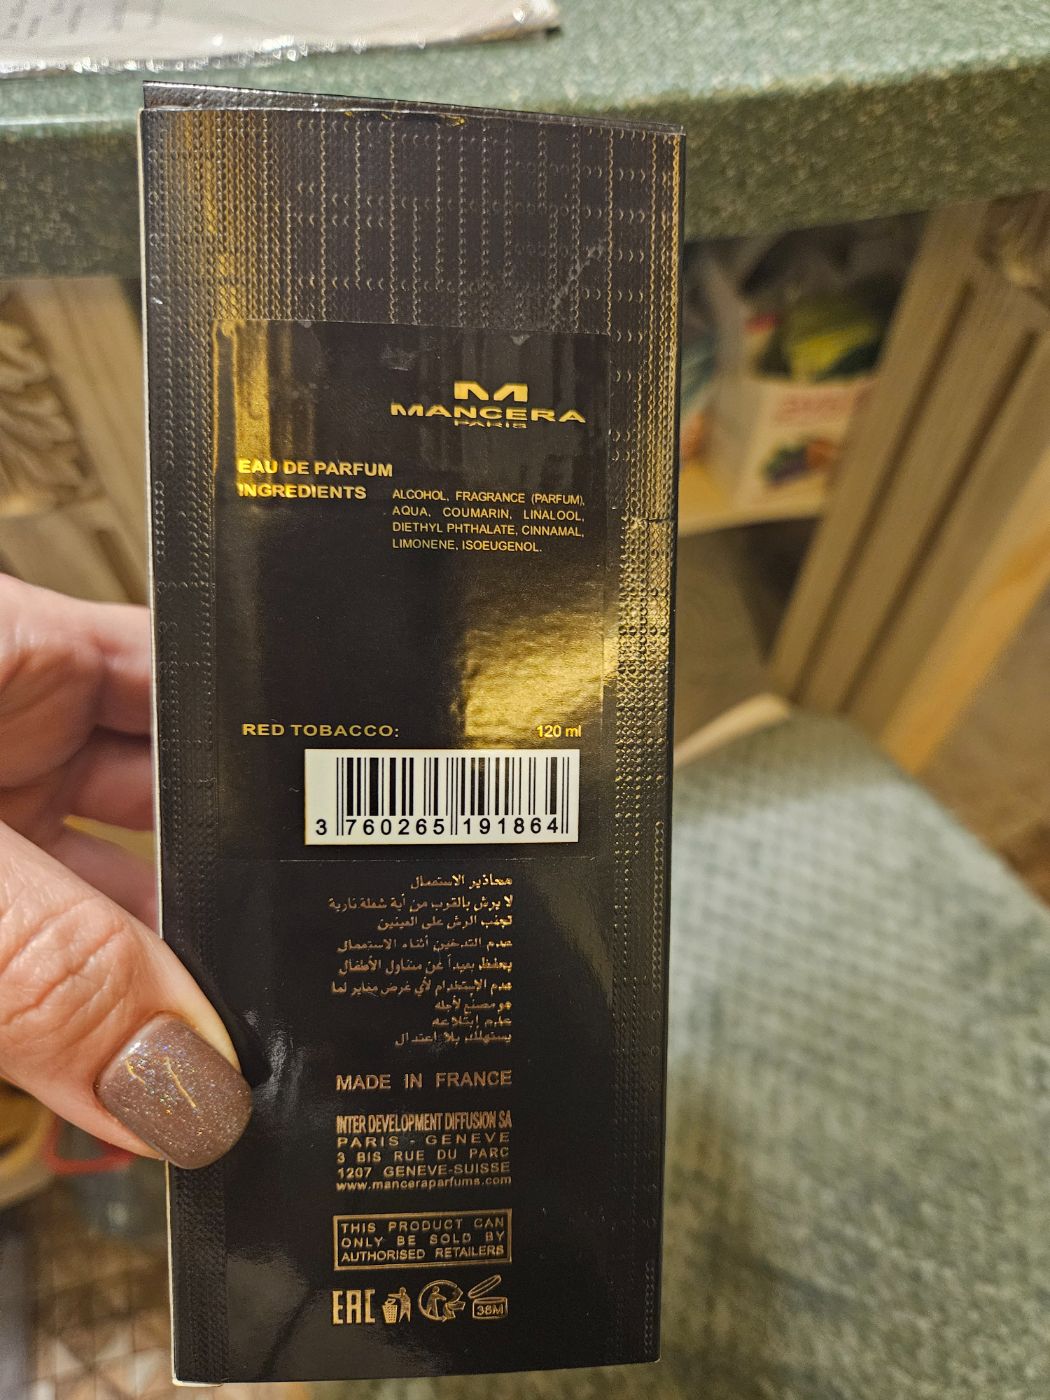 M
MANCERA
PARIS
EAU DE PARFUM
INGREDIENTS
ALCOHOL, FRAGRANCE (PARFUM),
AQUA, COUMARIN, LINALOOL,
DIETHYL PHTHALATE, CINNAMAL,
LIMONENE, ISOEUGENOL.
RED TOBACCO: 120 ml
3 760265 191864
محاذير الاستعمال
لا يرش بالقرب من أية شعلة نارية
تجنب الرش على العينين
عدم التدخين أثناء الاستعمال
يحفظ بعيداً عن متناول الأطفال
عدم الإستخدام لأي غرض مغاير لما
هو مصنع لأجله
عدم إبتلاعه
يستهلك بلا اعتدال
MADE IN FRANCE
INTER DEVELOPMENT DIFFUSION SA
PARIS - GENEVE
3 BIS RUE DU PARC
1207 GENEVE-SUISSE
www.manceraparfums.com
THIS PRODUCT CAN
ONLY BE SOLD BY
AUTHORISED RETAILERS
EAC
36M